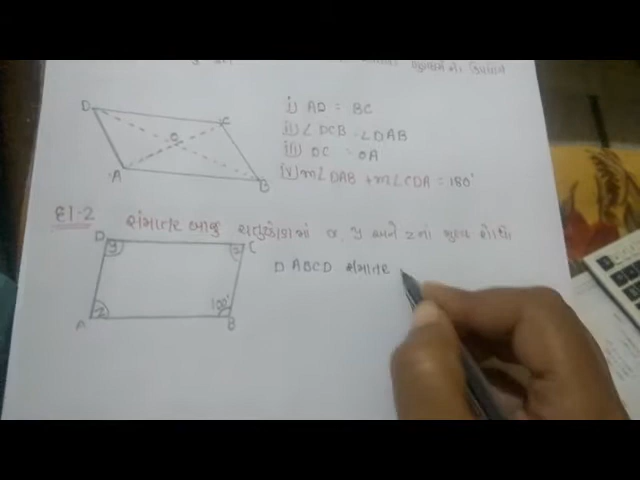 D
C
O
A
B
i) AD = BC
ii) ∠DCB = ∠DAB
iii) OC = OA
iv) m∠DAB + m∠CDA = 180°
દા-2 સમાંતર બાજુ ચતુષ્કોણમાં x, y અને z નાં મૂલ્ય શોધો
D
y
C
□ ABCD સમાંતર
z
100°
A
B